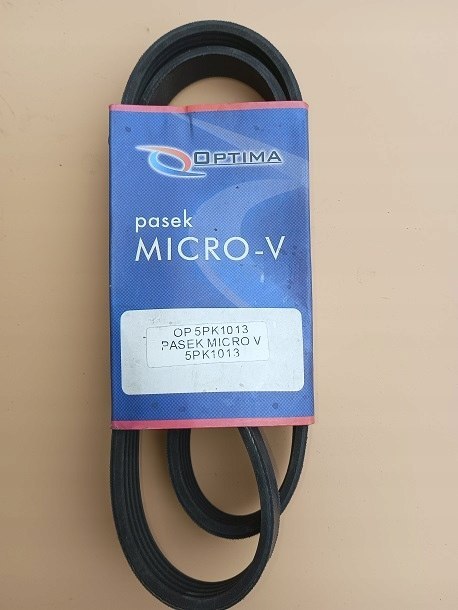 OPTIMA
pasek
MICRO-V
OP 5PK1013
PASEK MICRO V
5PK1013